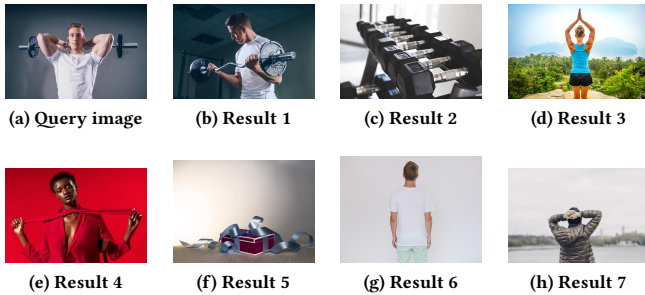 (a) Query image
(b) Result 1
(c) Result 2
(d) Result 3
(e) Result 4
(f) Result 5
(g) Result 6
(h) Result 7